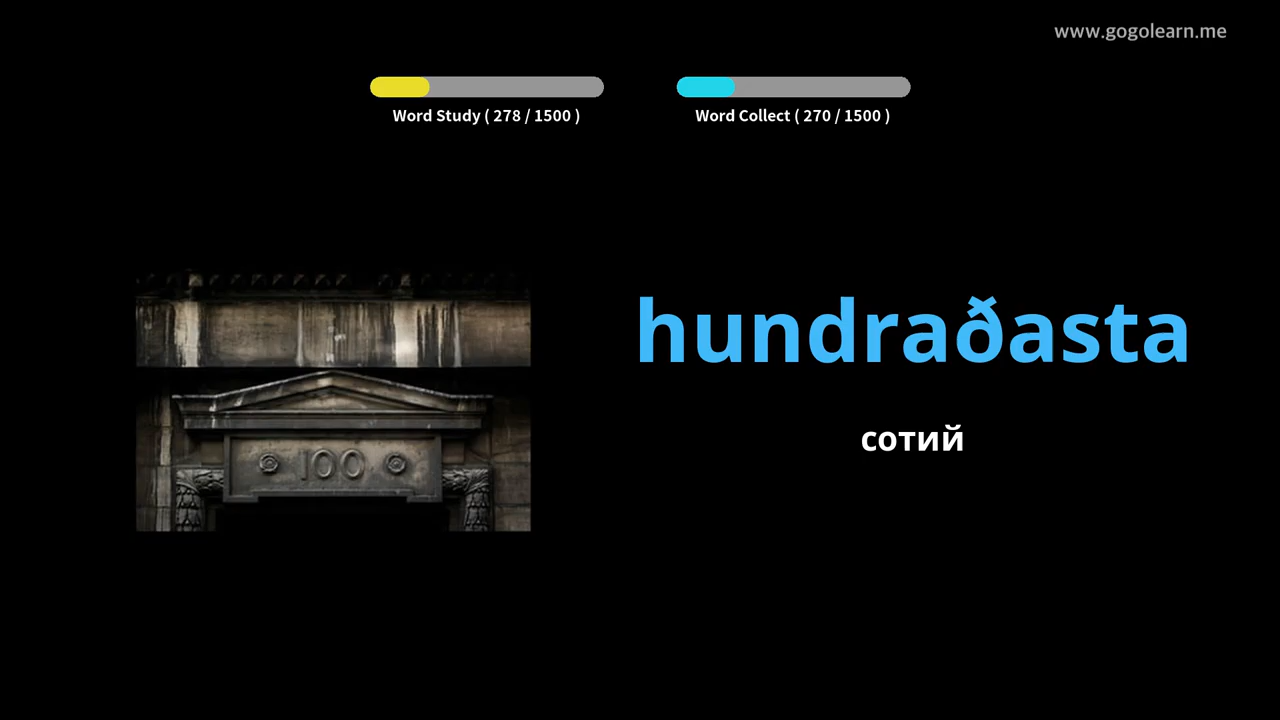 www.gogolearn.me
Word Study ( 278 / 1500 )
Word Collect ( 270 / 1500 )
hundraðasta
сотий
100